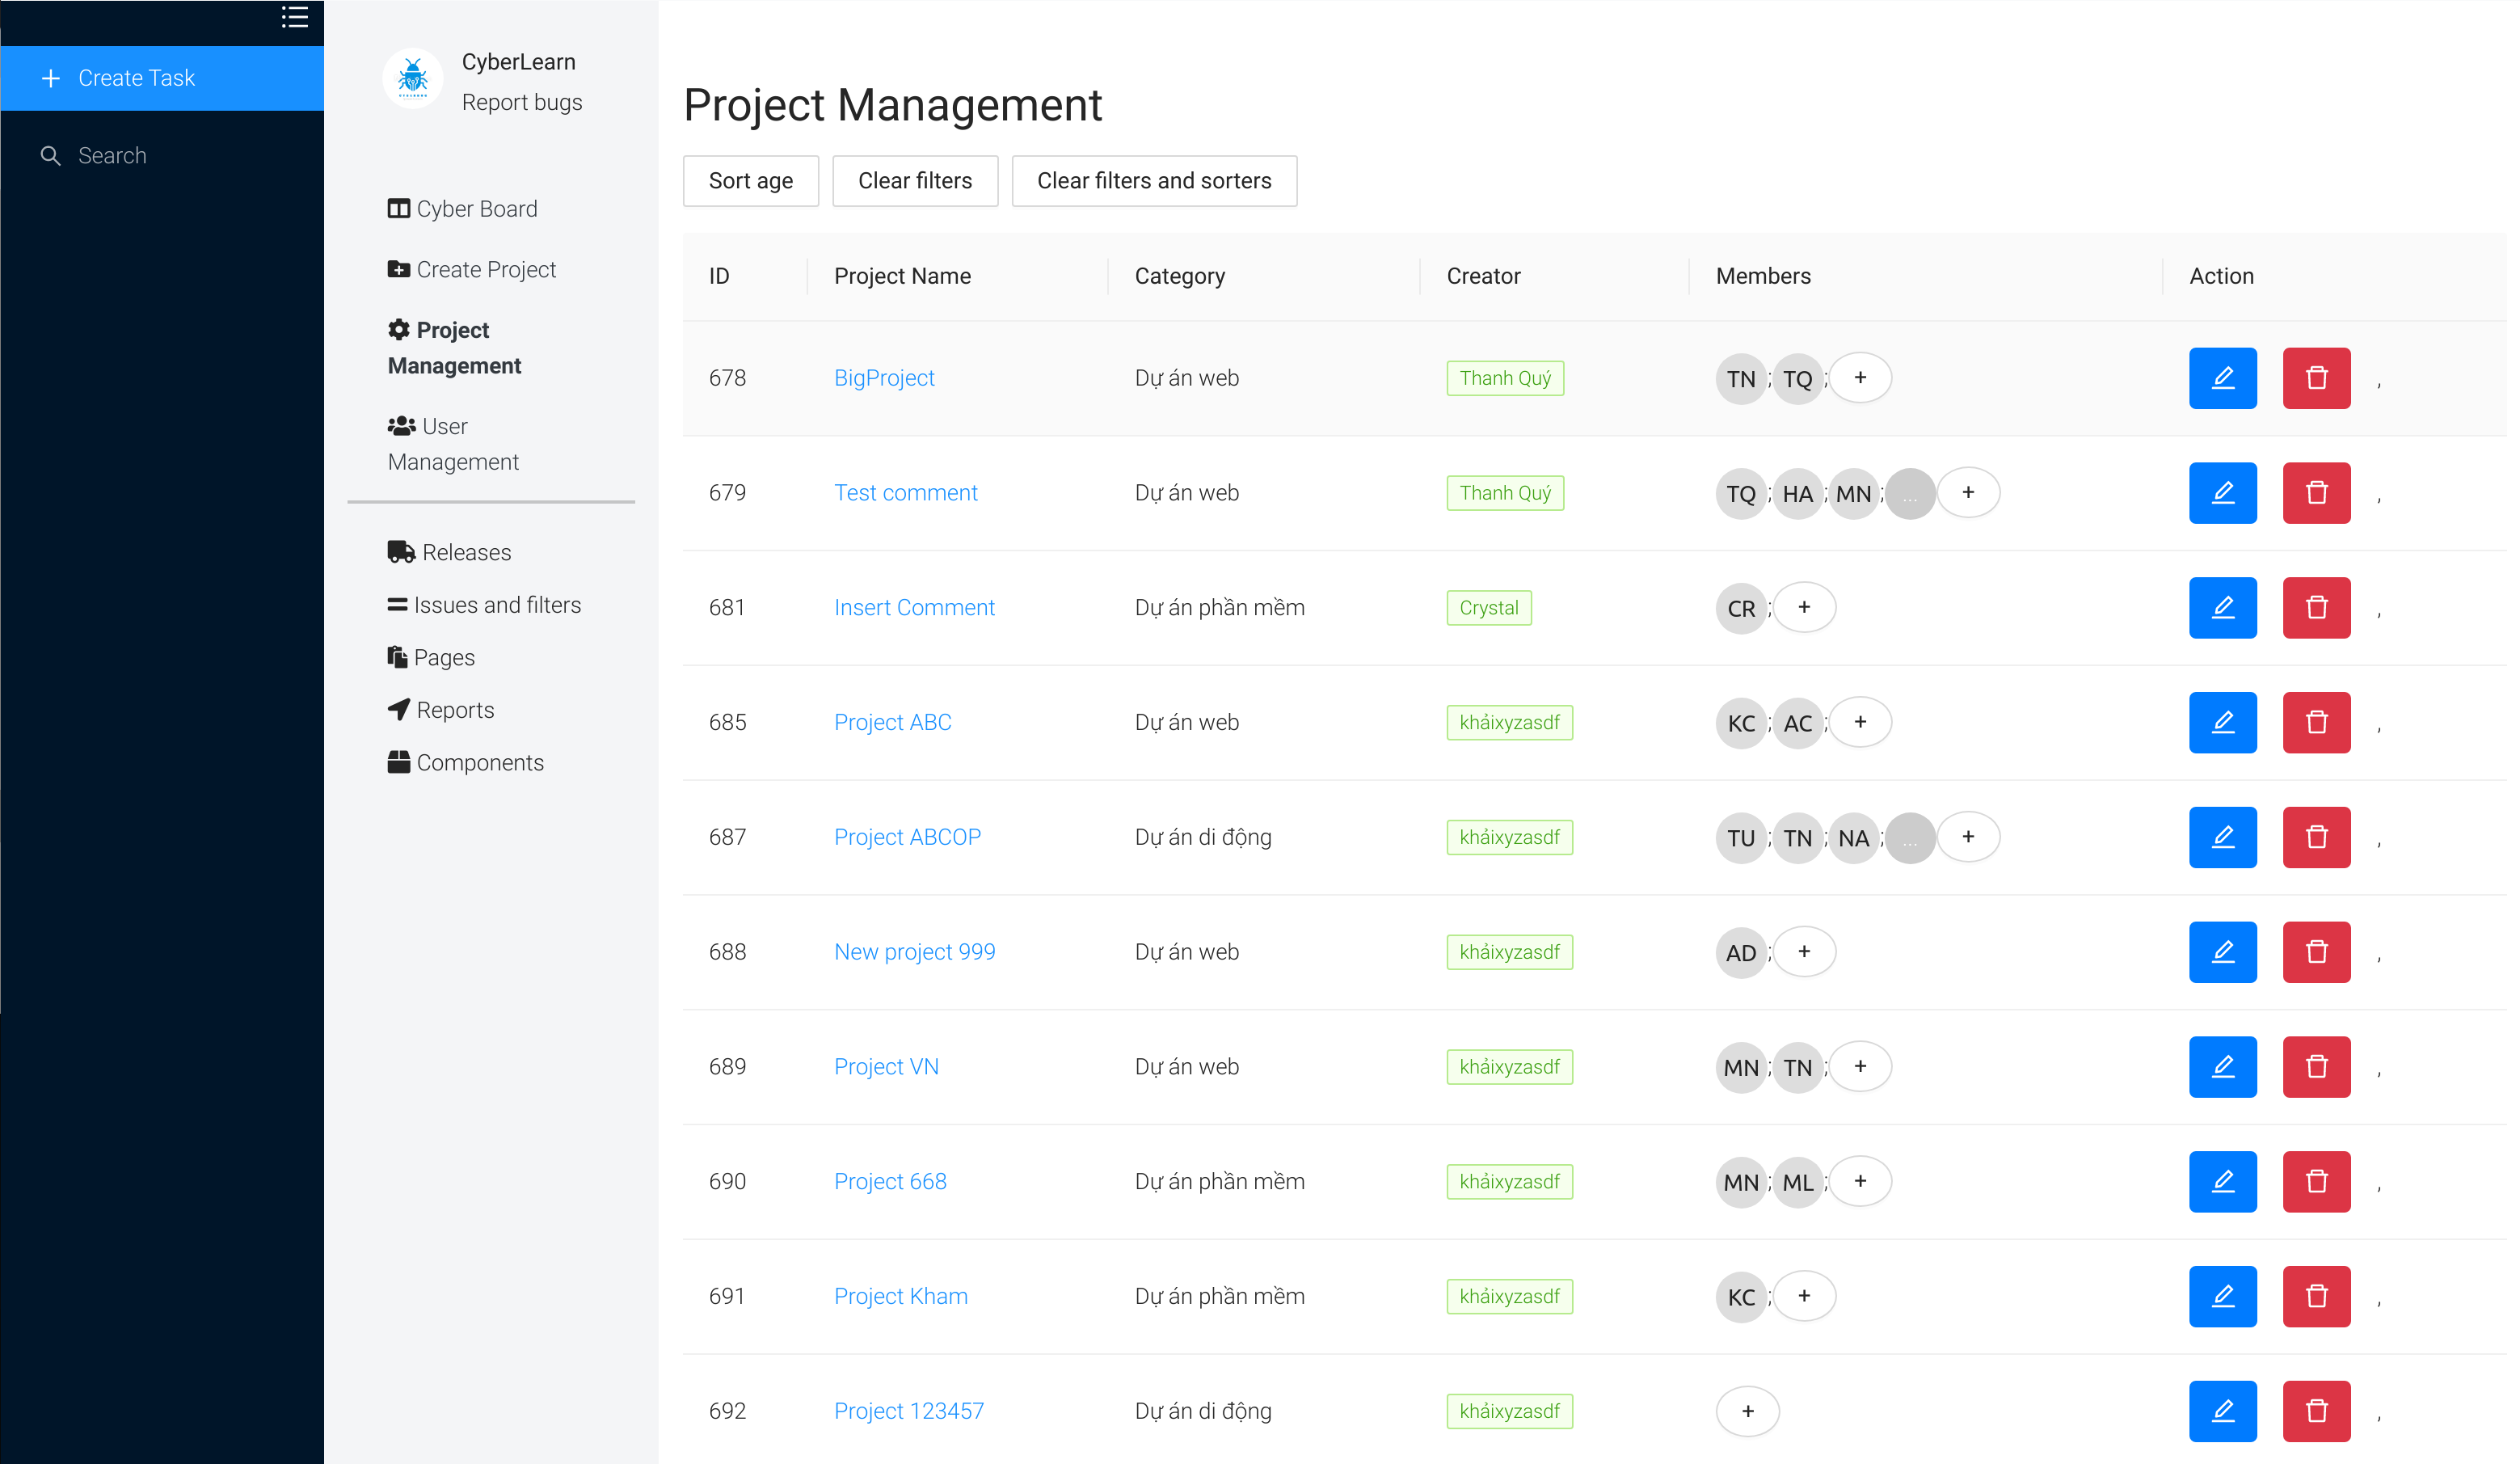 Create Task
Search
CyberLearn
Report bugs
Cyber Board
Create Project
Project
Management
User
Management
Releases
Issues and filters
Pages
Reports
Components
Project Management
Sort age Clear filters Clear filters and sorters
ID Project Name Category Creator Members Action
678 BigProject Dự án web Thanh Quý TN ; TQ ; + ,
679 Test comment Dự án web Thanh Quý TQ ; HA ; MN ; ... + ,
681 Insert Comment Dự án phần mềm Crystal CR ; + ,
685 Project ABC Dự án web khảixyzasdf KC ; AC ; + ,
687 Project ABCOP Dự án di động khảixyzasdf TU ; TN ; NA ; ... + ,
688 New project 999 Dự án web khảixyzasdf AD ; + ,
689 Project VN Dự án web khảixyzasdf MN ; TN ; + ,
690 Project 668 Dự án phần mềm khảixyzasdf MN ; ML ; + ,
691 Project Kham Dự án phần mềm khảixyzasdf KC ; + ,
692 Project 123457 Dự án di động khảixyzasdf + ,